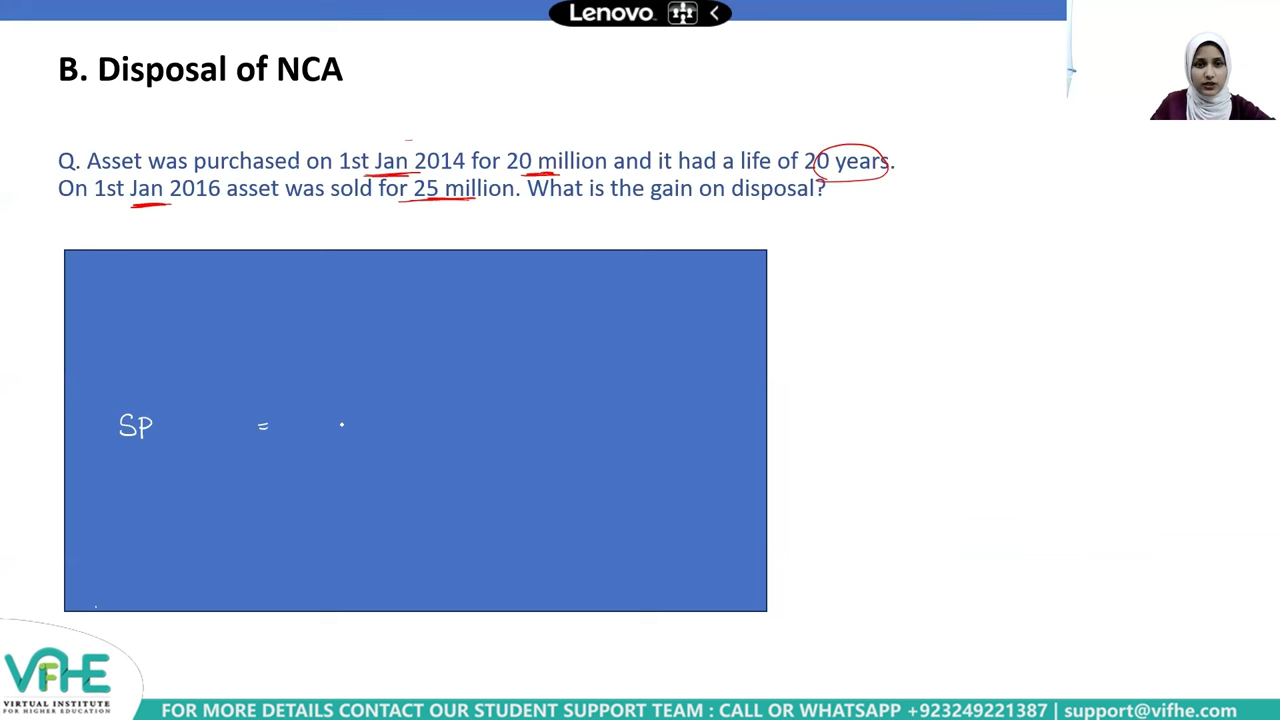 Lenovo
B. Disposal of NCA
Q. Asset was purchased on 1st Jan 2014 for 20 million and it had a life of 20 years.
On 1st Jan 2016 asset was sold for 25 million. What is the gain on disposal?
SP =
VFHE
VIRTUAL INSTITUTE
FOR HIGHER EDUCATION
FOR MORE DETAILS CONTACT OUR STUDENT SUPPORT TEAM : CALL OR WHATSAPP +923249221387 | support@vifhe.com